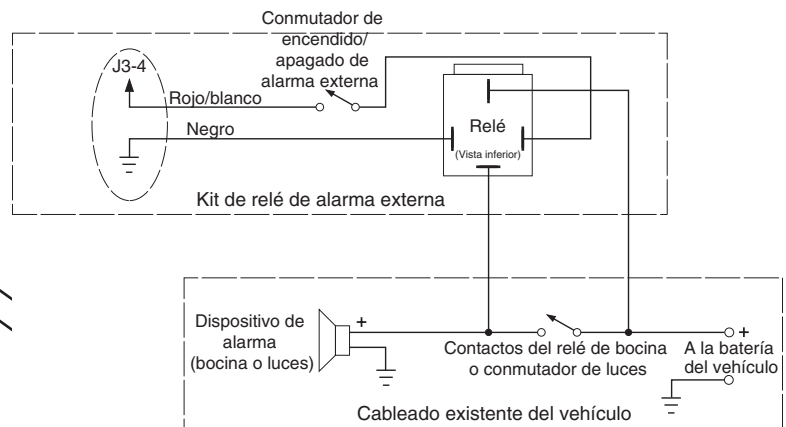 Conmutador de
encendido/
apagado de
alarma externa
J3-4
Rojo/blanco
Negro
Relé
(Vista inferior)
Kit de relé de alarma externa
Dispositivo de
alarma
(bocina o luces)
+
Contactos del relé de bocina
o conmutador de luces
+
A la batería
del vehículo
Cableado existente del vehículo